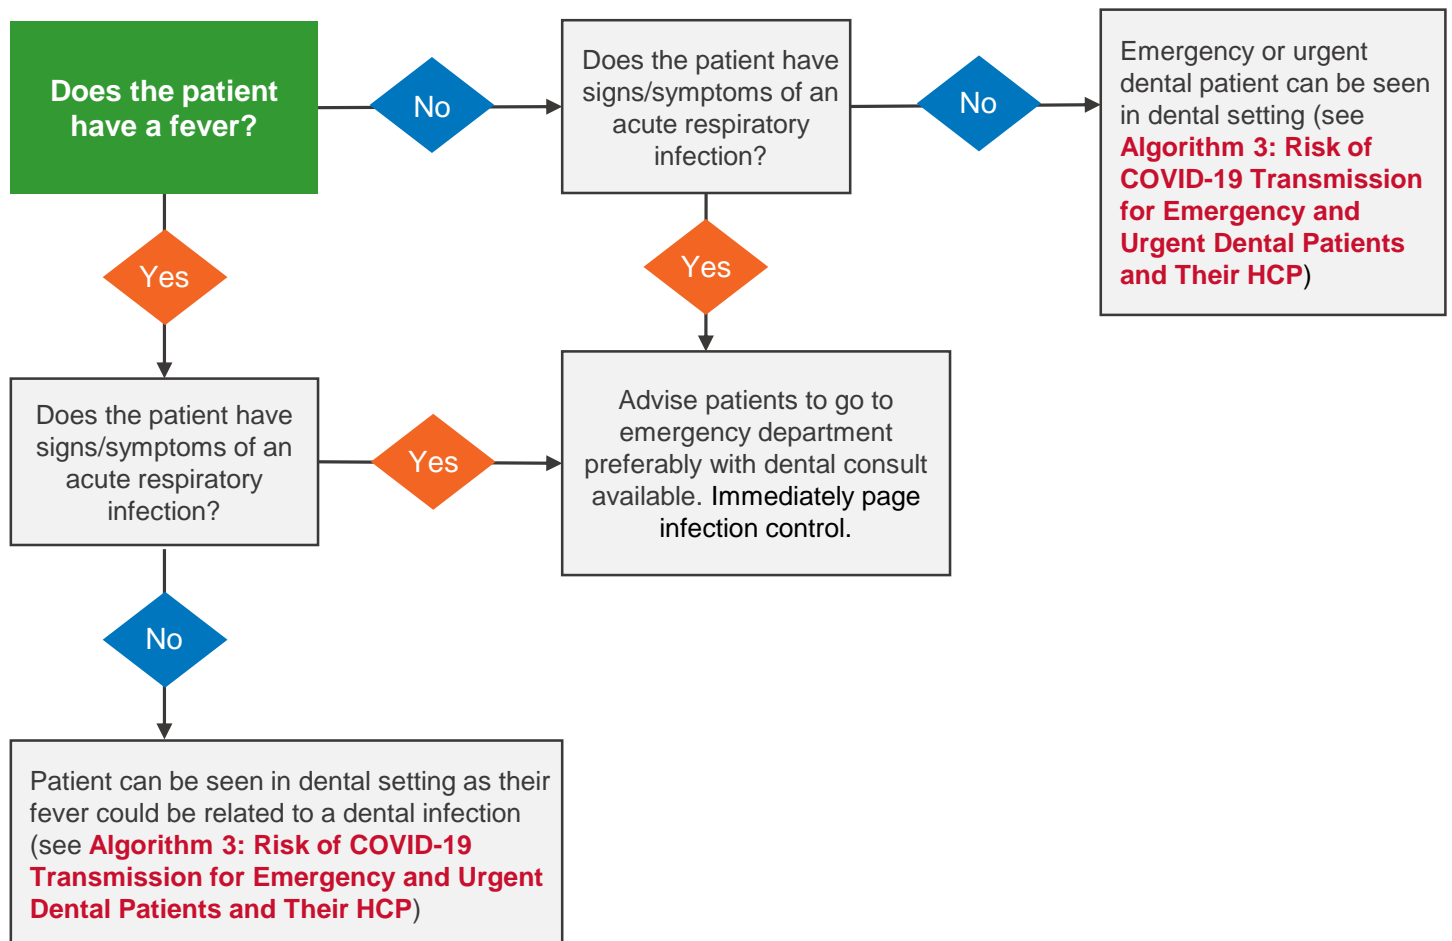 Does the patient
have a fever?
No
Does the patient have
signs/symptoms of an
acute respiratory
infection?
No
Emergency or urgent
dental patient can be seen
in dental setting (see
Algorithm 3: Risk of
COVID-19 Transmission
for Emergency and
Urgent Dental Patients
and Their HCP)
Yes
Yes
Does the patient have
signs/symptoms of an
acute respiratory
infection?
Yes
Advise patients to go to
emergency department
preferably with dental consult
available. Immediately page
infection control.
No
Patient can be seen in dental setting as their
fever could be related to a dental infection
(see Algorithm 3: Risk of COVID-19
Transmission for Emergency and Urgent
Dental Patients and Their HCP)